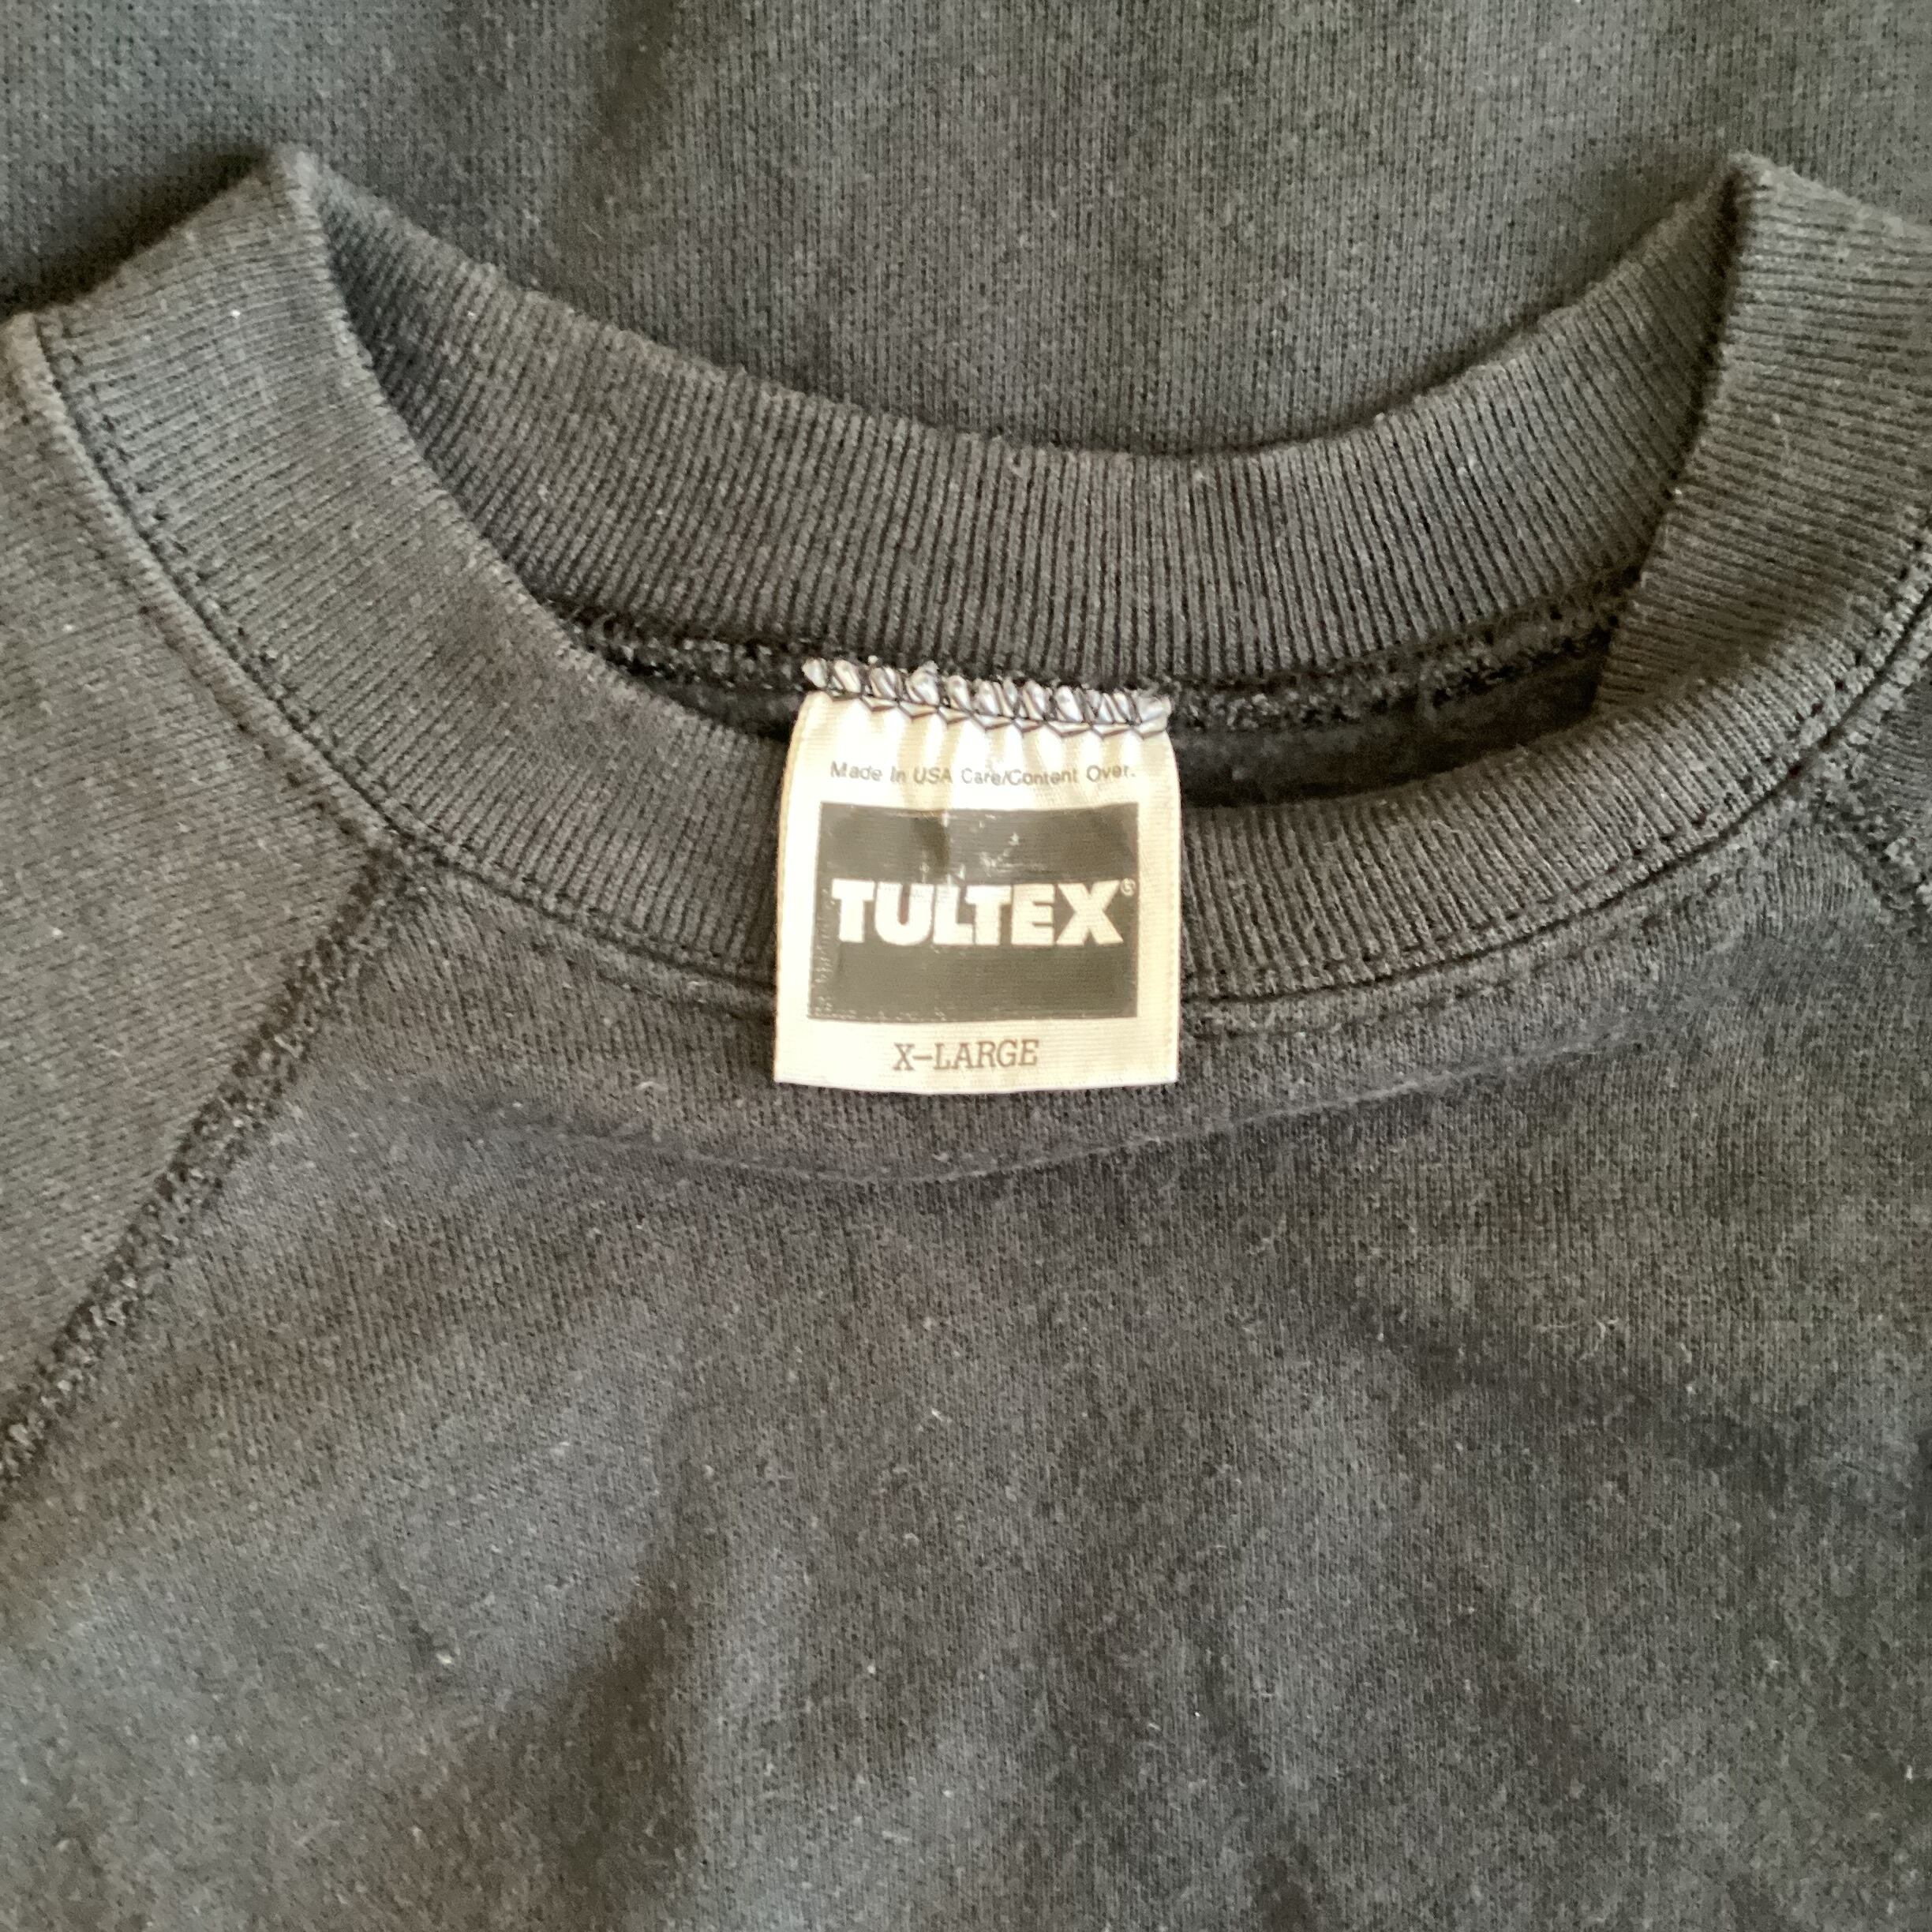 Made In USA Care/Content Over.
TULTEX®
X-LARGE